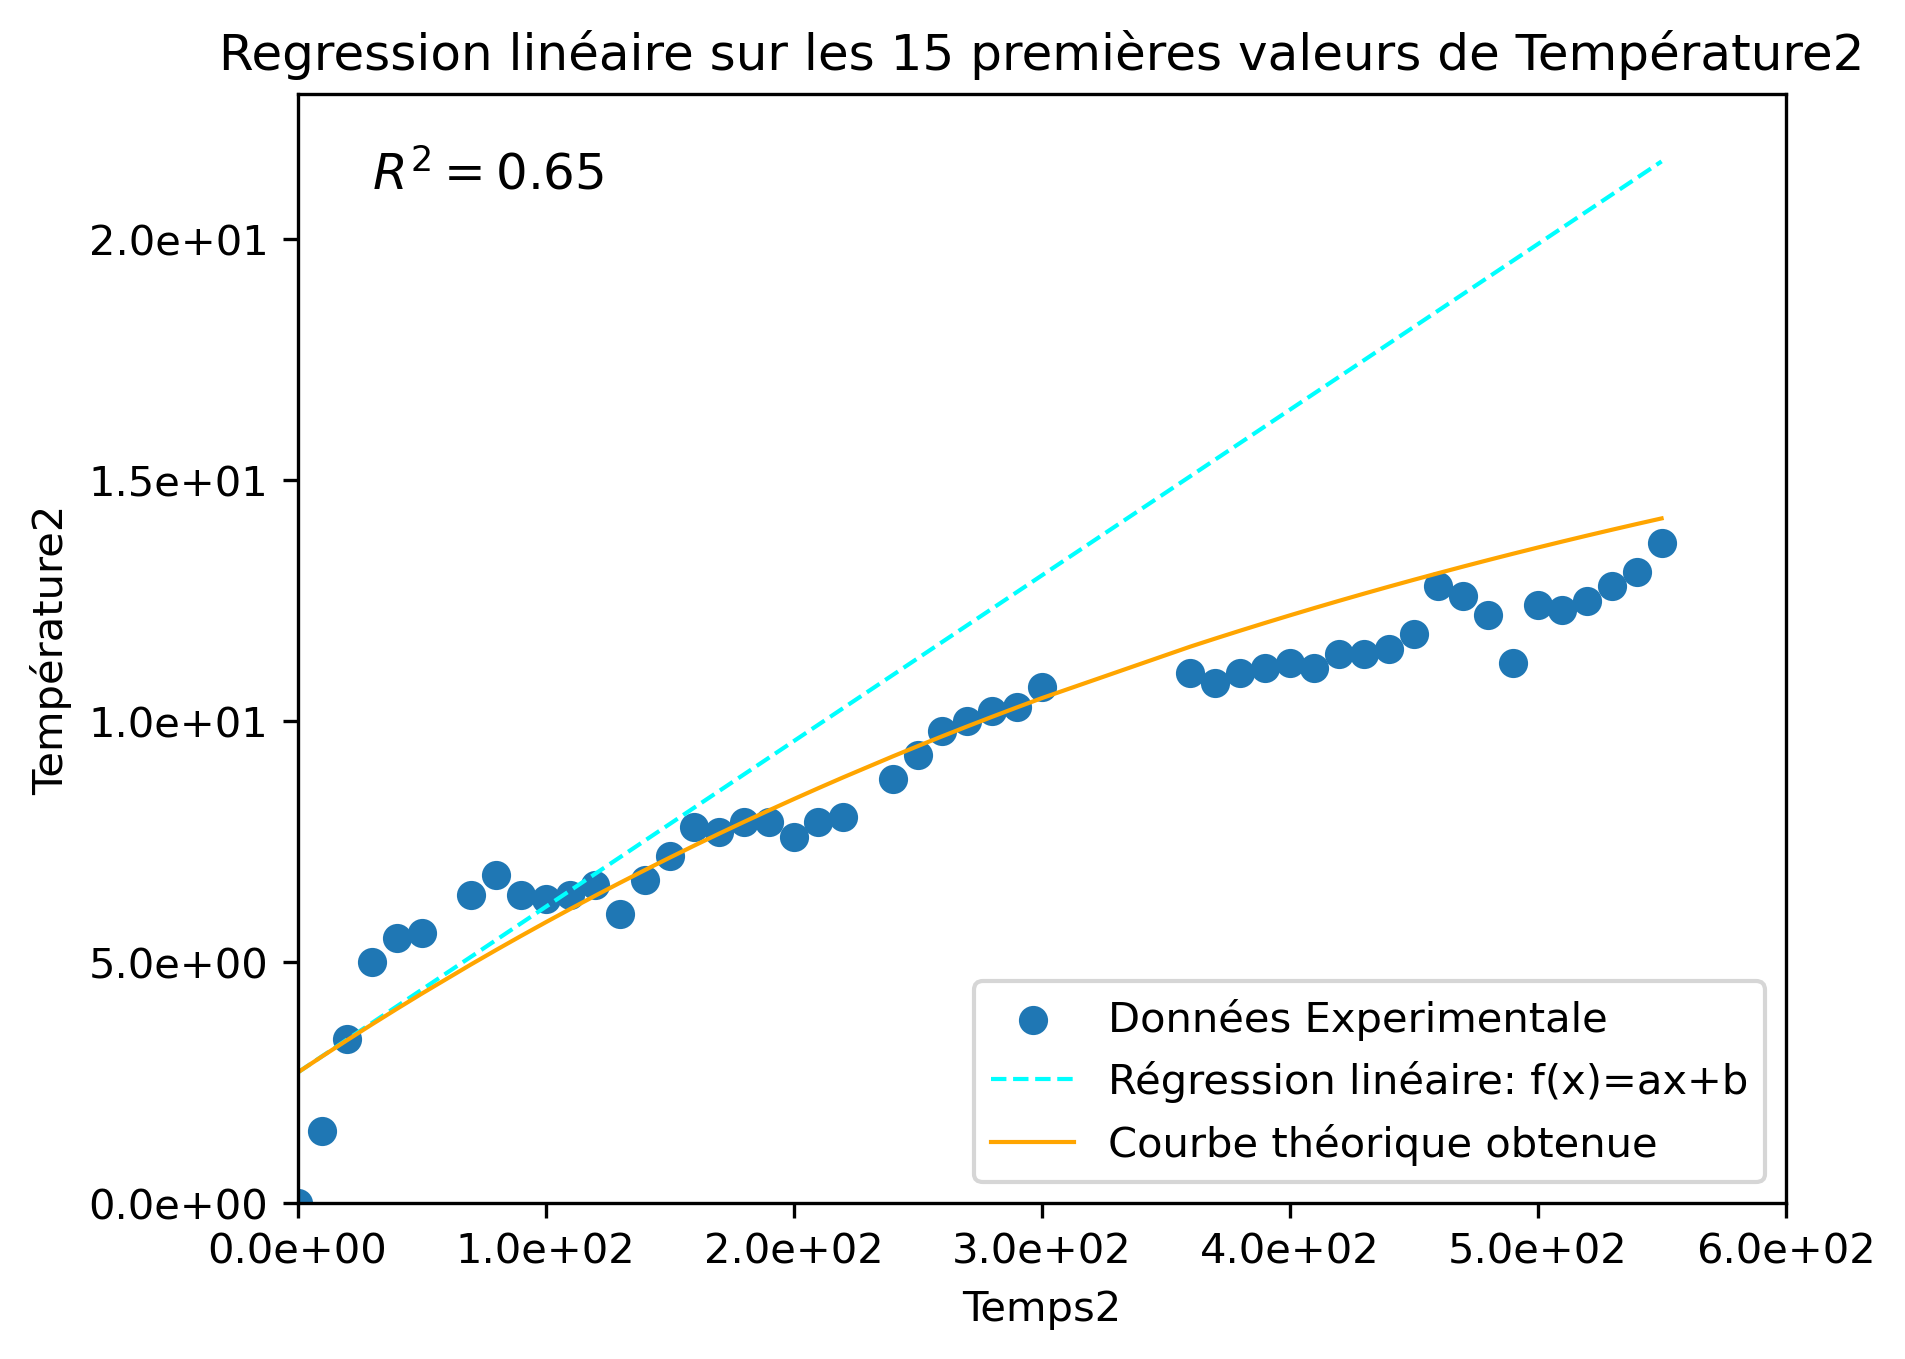 Regression linéaire sur les 15 premières valeurs de Température2
R² = 0.65
2.0e+01
1.5e+01
1.0e+01
5.0e+00
0.0e+00
Température2
Données Experimentale
Régression linéaire: f(x)=ax+b
Courbe théorique obtenue
0.0e+00 1.0e+02 2.0e+02 3.0e+02 4.0e+02 5.0e+02 6.0e+02
Temps2